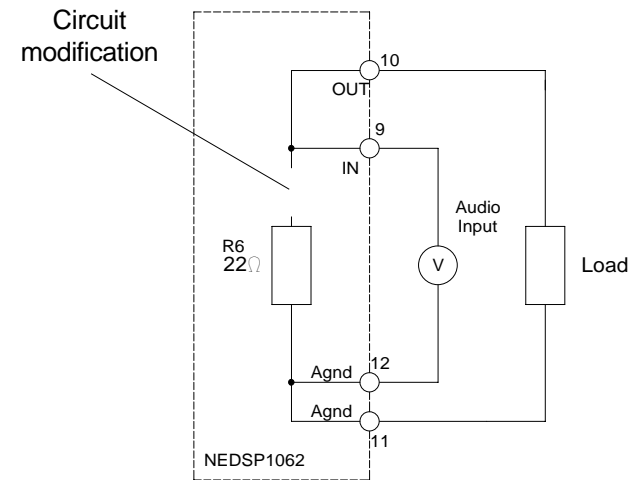 Circuit
modification
10
OUT
9
IN
Audio
Input
R6
22Ω
V
Load
Agnd
12
Agnd
11
NEDSP1062